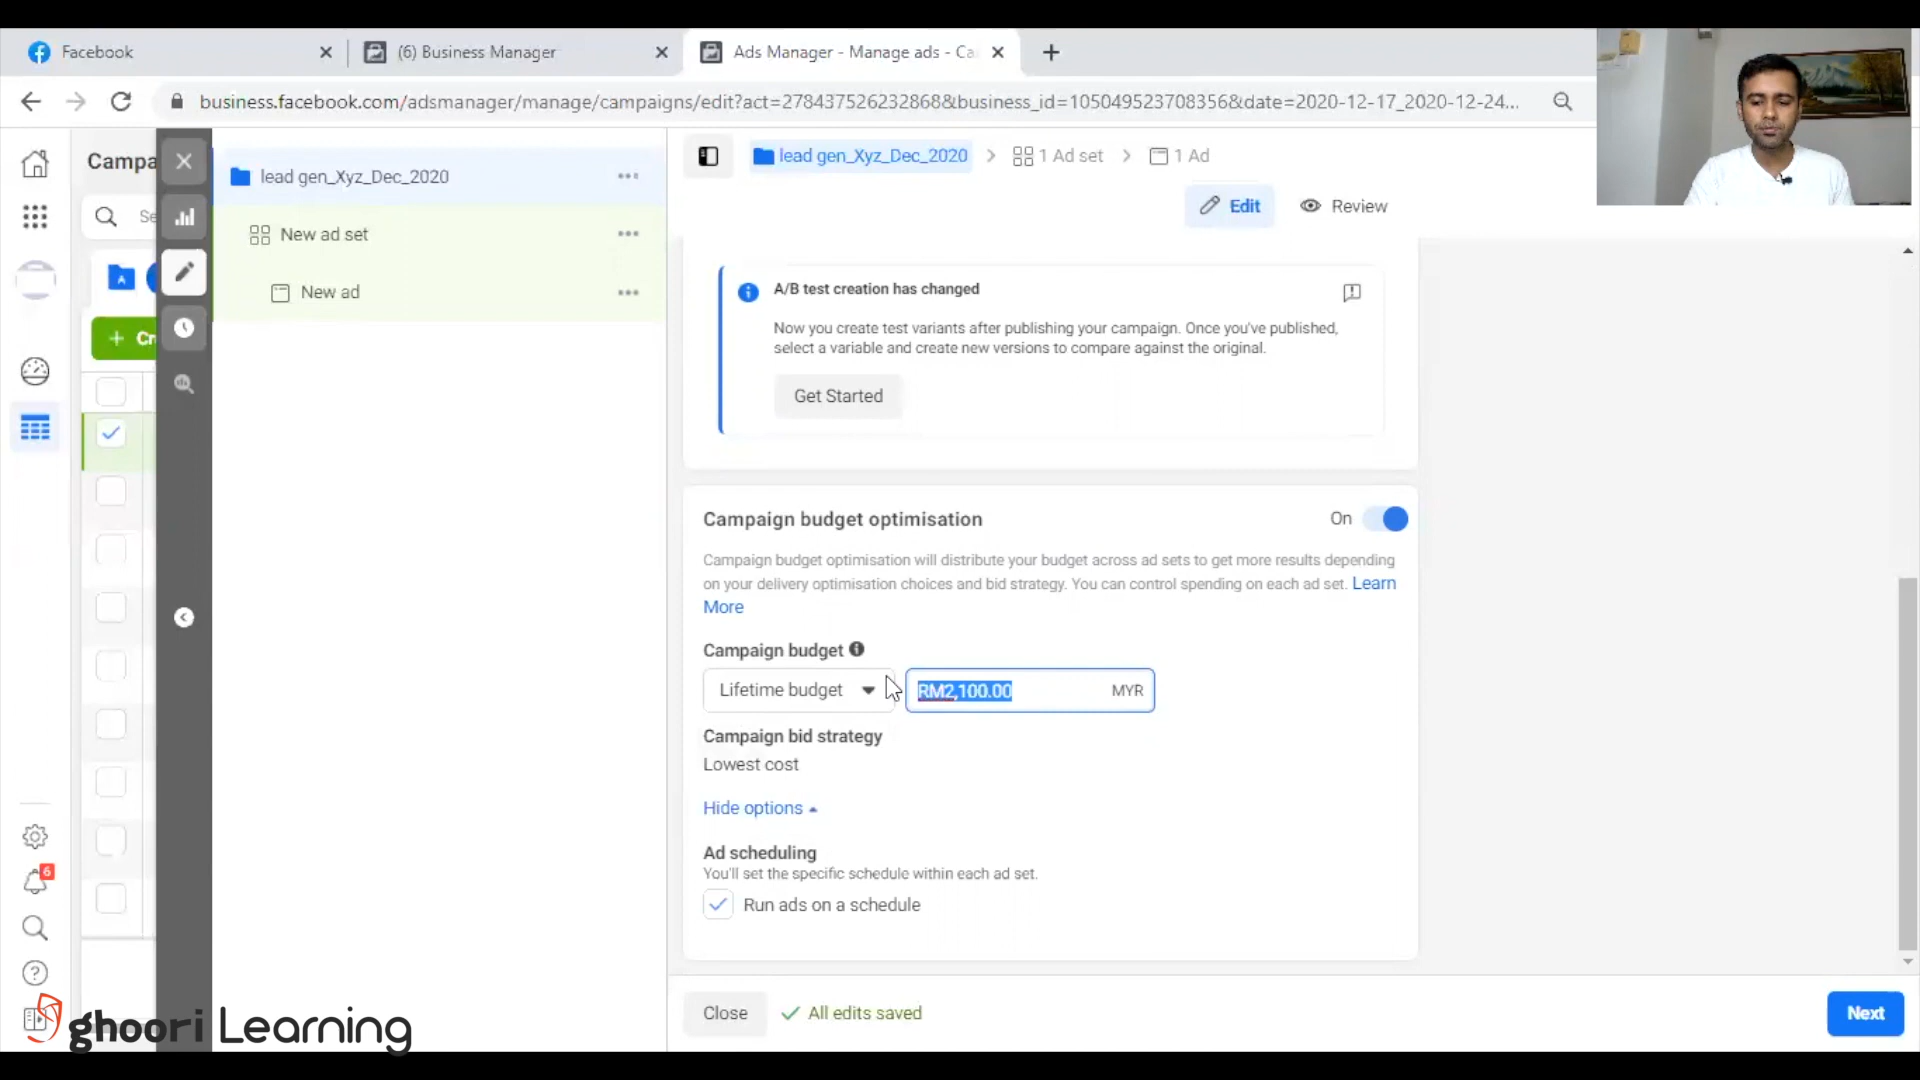 Facebook
(6) Business Manager
Ads Manager - Manage ads - Ca
business.facebook.com/adsmanager/manage/campaigns/edit?act=278437526232868&business_id=105049523708356&date=2020-12-17_2020-12-24...
Campa
Se
A
+ Cr
6
lead gen_Xyz_Dec_2020
New ad set
New ad
lead gen_Xyz_Dec_2020 > 1 Ad set > 1 Ad
Edit
Review
A/B test creation has changed
Now you create test variants after publishing your campaign. Once you've published,
select a variable and create new versions to compare against the original.
Get Started
Campaign budget optimisation
On
Campaign budget optimisation will distribute your budget across ad sets to get more results depending
on your delivery optimisation choices and bid strategy. You can control spending on each ad set. Learn
More
Campaign budget
Lifetime budget
RM2,100.00
MYR
Campaign bid strategy
Lowest cost
Hide options
Ad scheduling
You'll set the specific schedule within each ad set.
Run ads on a schedule
Close
All edits saved
Next
ghoori Learning